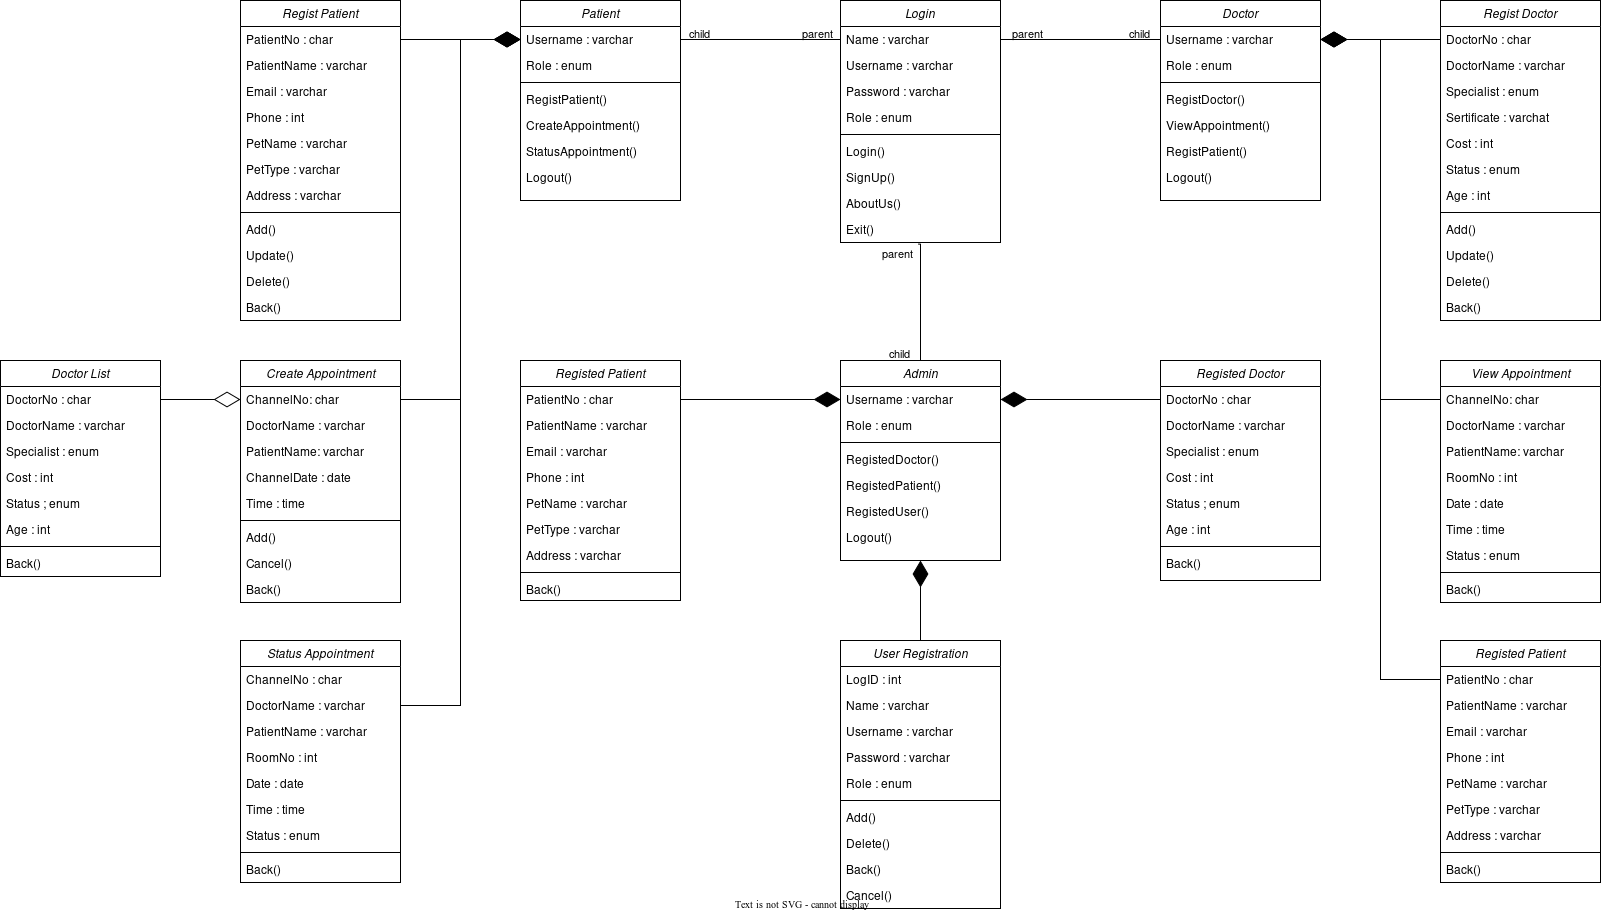 Regist Patient
PatientNo : char
PatientName : varchar
Email : varchar
Phone : int
PetName : varchar
PetType : varchar
Address : varchar
Add()
Update()
Delete()
Back()
Patient
Username : varchar
Role : enum
RegistPatient()
CreateAppointment()
StatusAppointment()
Logout()
child
parent
Login
Name : varchar
Username : varchar
Password : varchar
Role : enum
Login()
SignUp()
AboutUs()
Exit()
parent
child
Doctor
Username : varchar
Role : enum
RegistDoctor()
ViewAppointment()
RegistPatient()
Logout()
Regist Doctor
DoctorNo : char
DoctorName : varchar
Specialist : enum
Sertificate : varchat
Cost : int
Status : enum
Age : int
Add()
Update()
Delete()
Back()
parent
child
Doctor List
DoctorNo : char
DoctorName : varchar
Specialist : enum
Cost : int
Status ; enum
Age : int
Back()
Create Appointment
ChannelNo: char
DoctorName : varchar
PatientName: varchar
ChannelDate : date
Time : time
Add()
Cancel()
Back()
Registed Patient
PatientNo : char
PatientName : varchar
Email : varchar
Phone : int
PetName : varchar
PetType : varchar
Address : varchar
Back()
Admin
Username : varchar
Role : enum
RegistedDoctor()
RegistedPatient()
RegistedUser()
Logout()
Registed Doctor
DoctorNo : char
DoctorName : varchar
Specialist : enum
Cost : int
Status ; enum
Age : int
Back()
View Appointment
ChannelNo: char
DoctorName : varchar
PatientName: varchar
RoomNo : int
Date : date
Time : time
Status : enum
Back()
Status Appointment
ChannelNo : char
DoctorName : varchar
PatientName : varchar
RoomNo : int
Date : date
Time : time
Status : enum
Back()
User Registration
LogID : int
Name : varchar
Username : varchar
Password : varchar
Role : enum
Add()
Delete()
Back()
Cancel()
Registed Patient
PatientNo : char
PatientName : varchar
Email : varchar
Phone : int
PetName : varchar
PetType : varchar
Address : varchar
Back()
Text is not SVG - cannot display